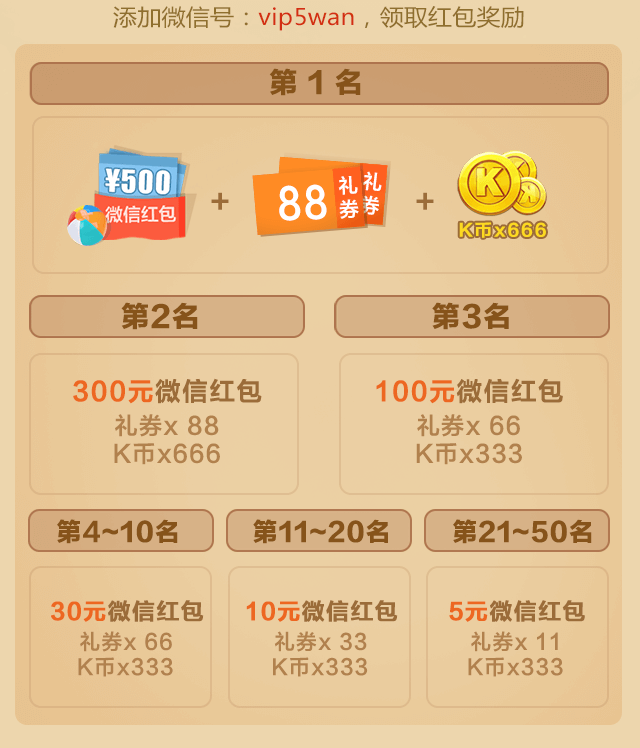 添加微信号：vip5wan，领取红包奖励
第 1 名
¥500
微信红包
+
88
礼券
礼券
+
K
K
K币x666
第2名
第3名
300元微信红包
礼券x 88
K币x666
100元微信红包
礼券x 66
K币x333
第4~10名
第11~20名
第21~50名
30元微信红包
礼券x 66
K币x333
10元微信红包
礼券x 33
K币x333
5元微信红包
礼券x 11
K币x333